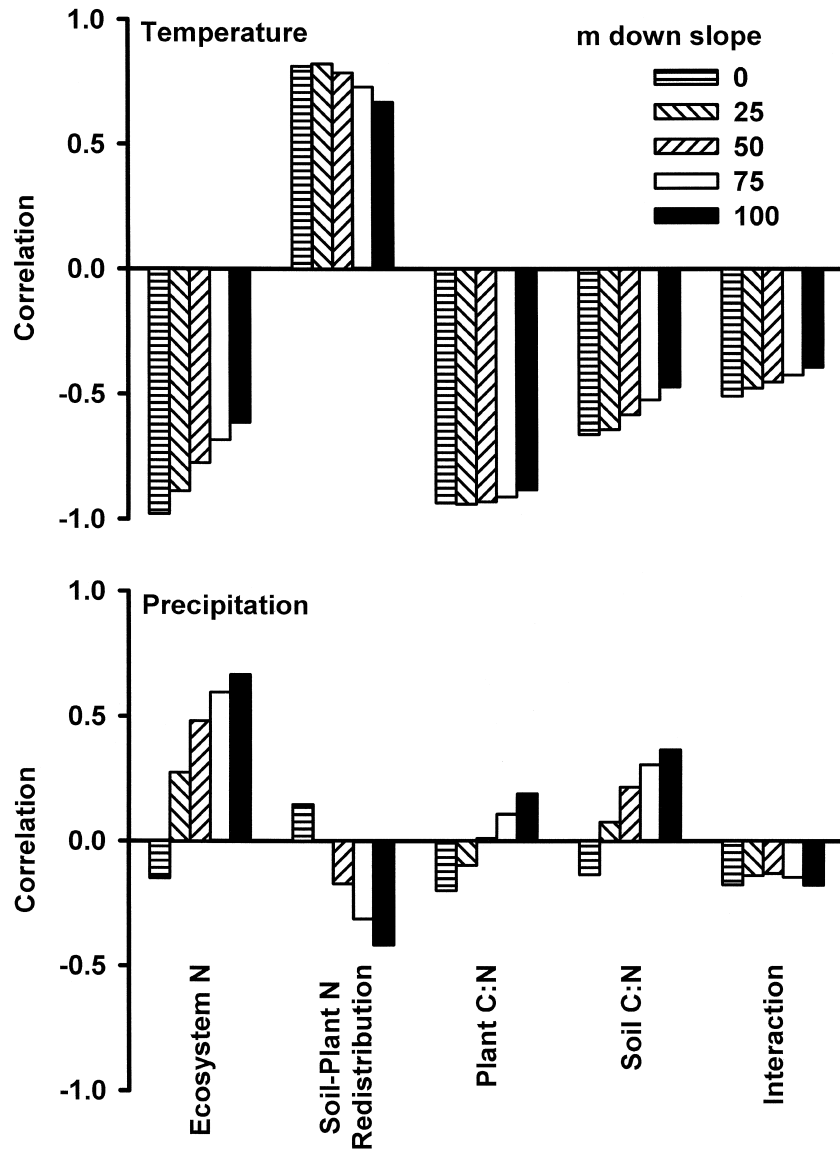 1.0
Temperature
m down slope
0
25
50
75
100
0.5
0.0
-0.5
-1.0
Correlation
1.0
Precipitation
0.5
0.0
-0.5
-1.0
Correlation
Ecosystem N
Soil-Plant N
Redistribution
Plant C:N
Soil C:N
Interaction